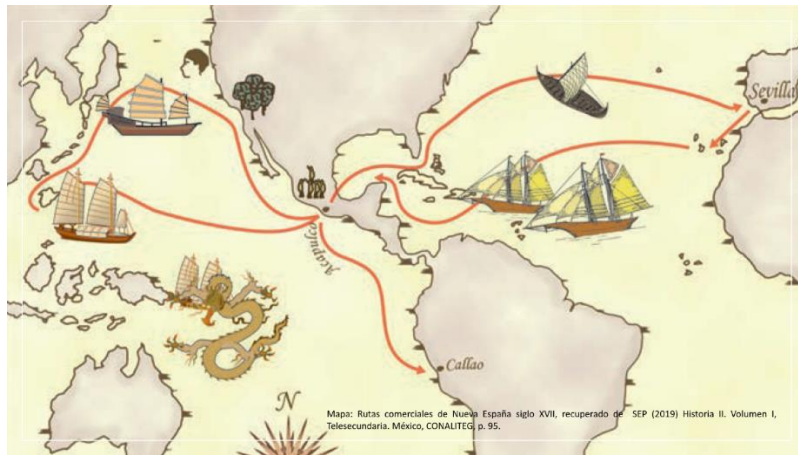 Sevilla
Acapulco
Callao
N
Mapa: Rutas comerciales de Nueva España siglo XVII, recuperado de SEP (2019) Historia II. Volumen I,
Telesecundaria. México, CONALITEG, p. 95.